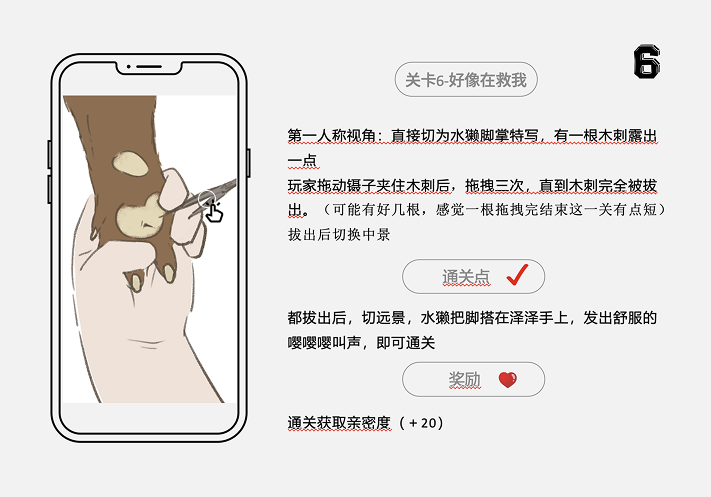 6
关卡6-好像在救我
第一人称视角：直接切为水獭脚掌特写，有一根木刺露出
一点
玩家拖动镊子夹住木刺后，拖拽三次，直到木刺完全被拔
出。（可能有好几根，感觉一根拖拽完结束这一关有点短）
拔出后切换中景
通关点
都拔出后，切远景，水獭把脚搭在泽泽手上，发出舒服的
嘤嘤嘤叫声，即可通关
奖励
通关获取亲密度（+20）